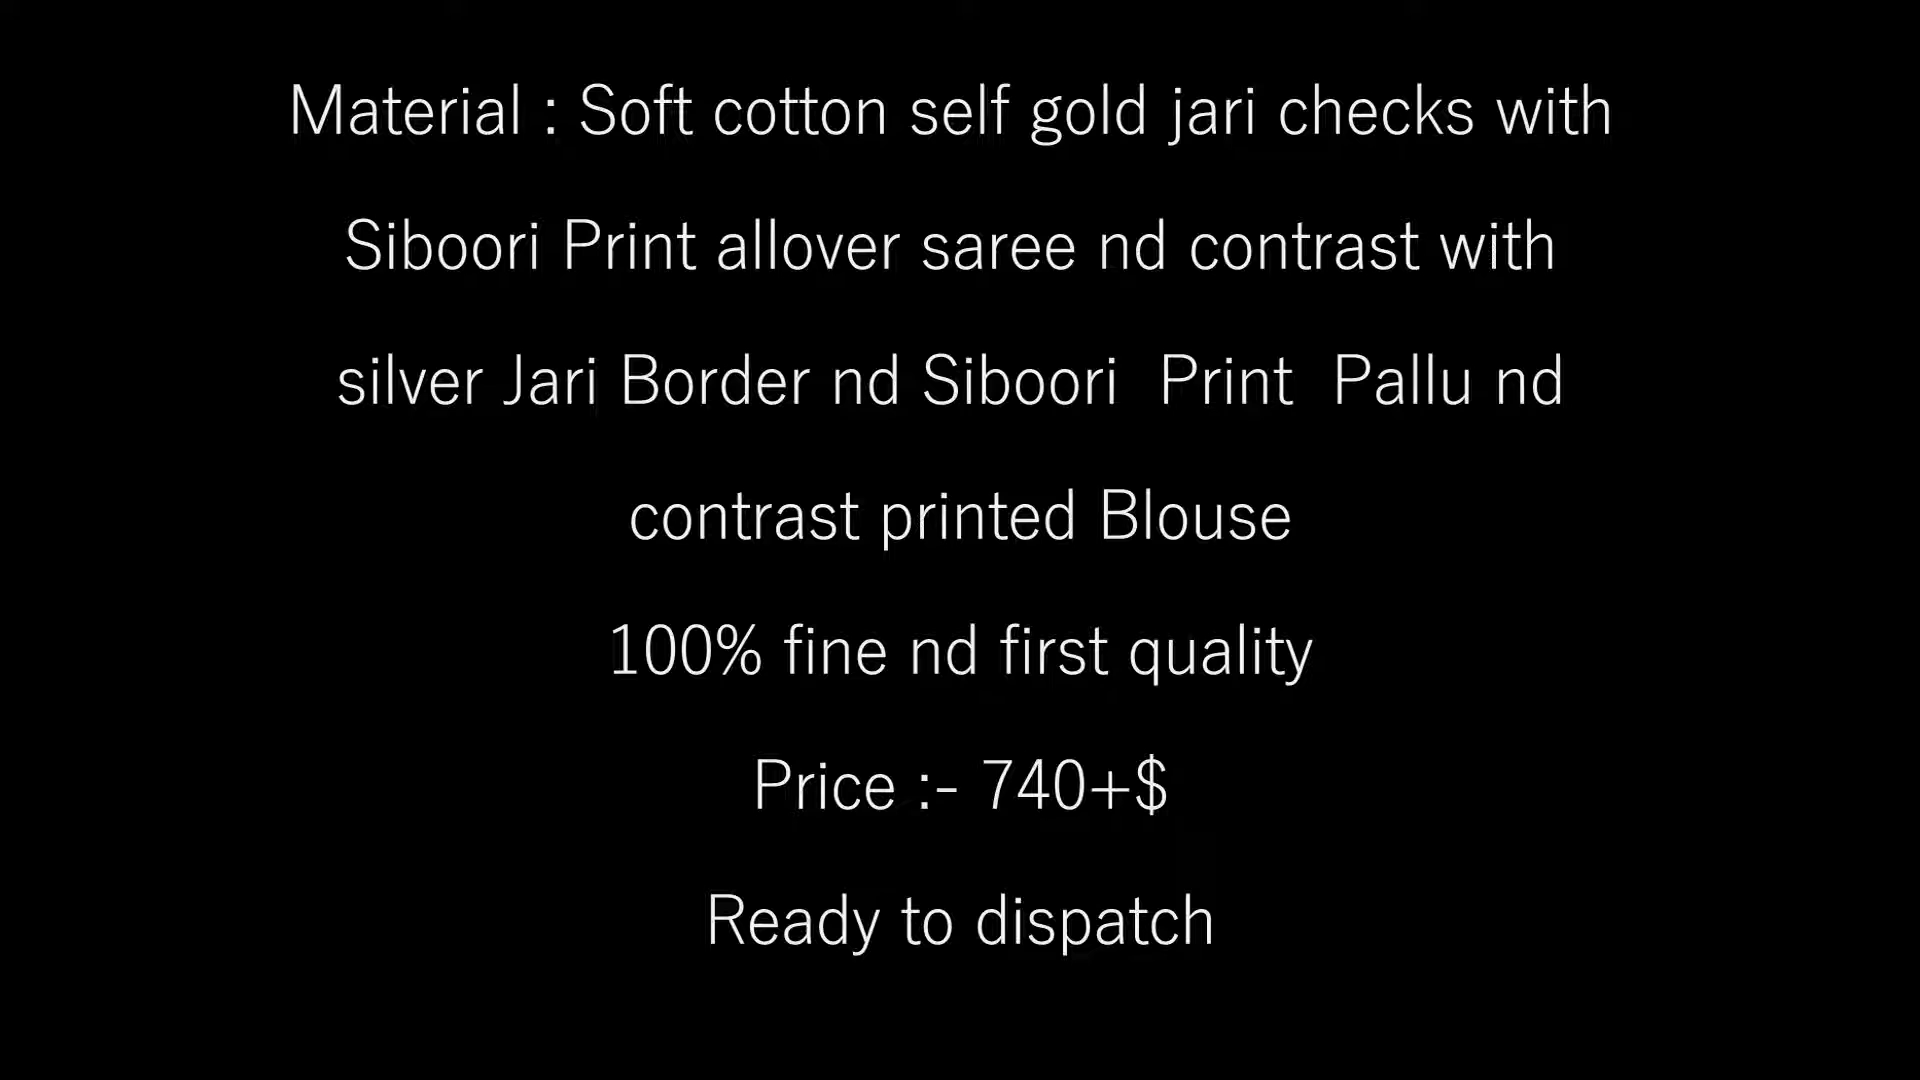 Material : Soft cotton self gold jari checks with
Siboori Print allover saree nd contrast with
silver Jari Border nd Siboori  Print  Pallu nd
contrast printed Blouse
100% fine nd first quality
Price :- 740+$
Ready to dispatch